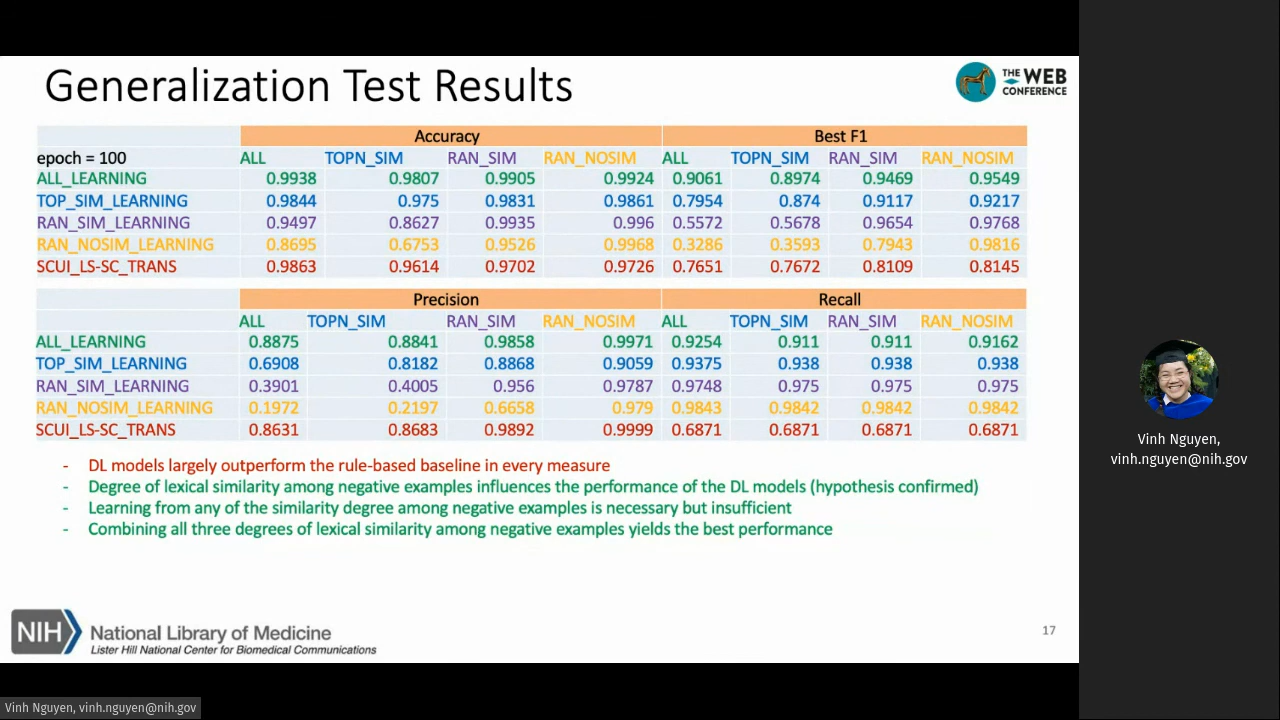 Generalization Test Results
THE WEB
CONFERENCE
Accuracy Best F1
epoch = 100 ALL TOPN_SIM RAN_SIM RAN_NOSIM ALL TOPN_SIM RAN_SIM RAN_NOSIM
ALL_LEARNING 0.9938 0.9807 0.9905 0.9924 0.9061 0.8974 0.9469 0.9549
TOP_SIM_LEARNING 0.9844 0.975 0.9831 0.9861 0.7954 0.874 0.9117 0.9217
RAN_SIM_LEARNING 0.9497 0.8627 0.9935 0.996 0.5572 0.5678 0.9654 0.9768
RAN_NOSIM_LEARNING 0.8695 0.6753 0.9526 0.9968 0.3286 0.3593 0.7943 0.9816
SCUI_LS-SC_TRANS 0.9863 0.9614 0.9702 0.9726 0.7651 0.7672 0.8109 0.8145
Precision Recall
ALL TOPN_SIM RAN_SIM RAN_NOSIM ALL TOPN_SIM RAN_SIM RAN_NOSIM
ALL_LEARNING 0.8875 0.8841 0.9858 0.9971 0.9254 0.911 0.911 0.9162
TOP_SIM_LEARNING 0.6908 0.8182 0.8868 0.9059 0.9375 0.938 0.938 0.938
RAN_SIM_LEARNING 0.3901 0.4005 0.956 0.9787 0.9748 0.975 0.975 0.975
RAN_NOSIM_LEARNING 0.1972 0.2197 0.6658 0.979 0.9843 0.9842 0.9842 0.9842
SCUI_LS-SC_TRANS 0.8631 0.8683 0.9892 0.9999 0.6871 0.6871 0.6871 0.6871
- DL models largely outperform the rule-based baseline in every measure
- Degree of lexical similarity among negative examples influences the performance of the DL models (hypothesis confirmed)
- Learning from any of the similarity degree among negative examples is necessary but insufficient
- Combining all three degrees of lexical similarity among negative examples yields the best performance
NIH National Library of Medicine
Lister Hill National Center for Biomedical Communications
17
Vinh Nguyen,
vinh.nguyen@nih.gov
Vinh Nguyen, vinh.nguyen@nih.gov